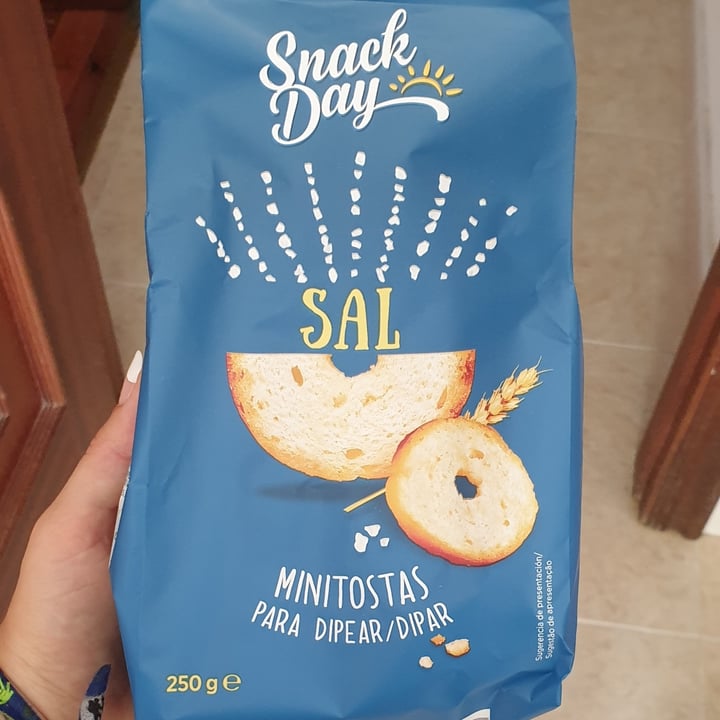 Snack
Day
SAL
MINITOSTAS
PARA DIPEAR/DIPAR
250 g e
Sugerencia de presentación/
Sugestão de apresentação